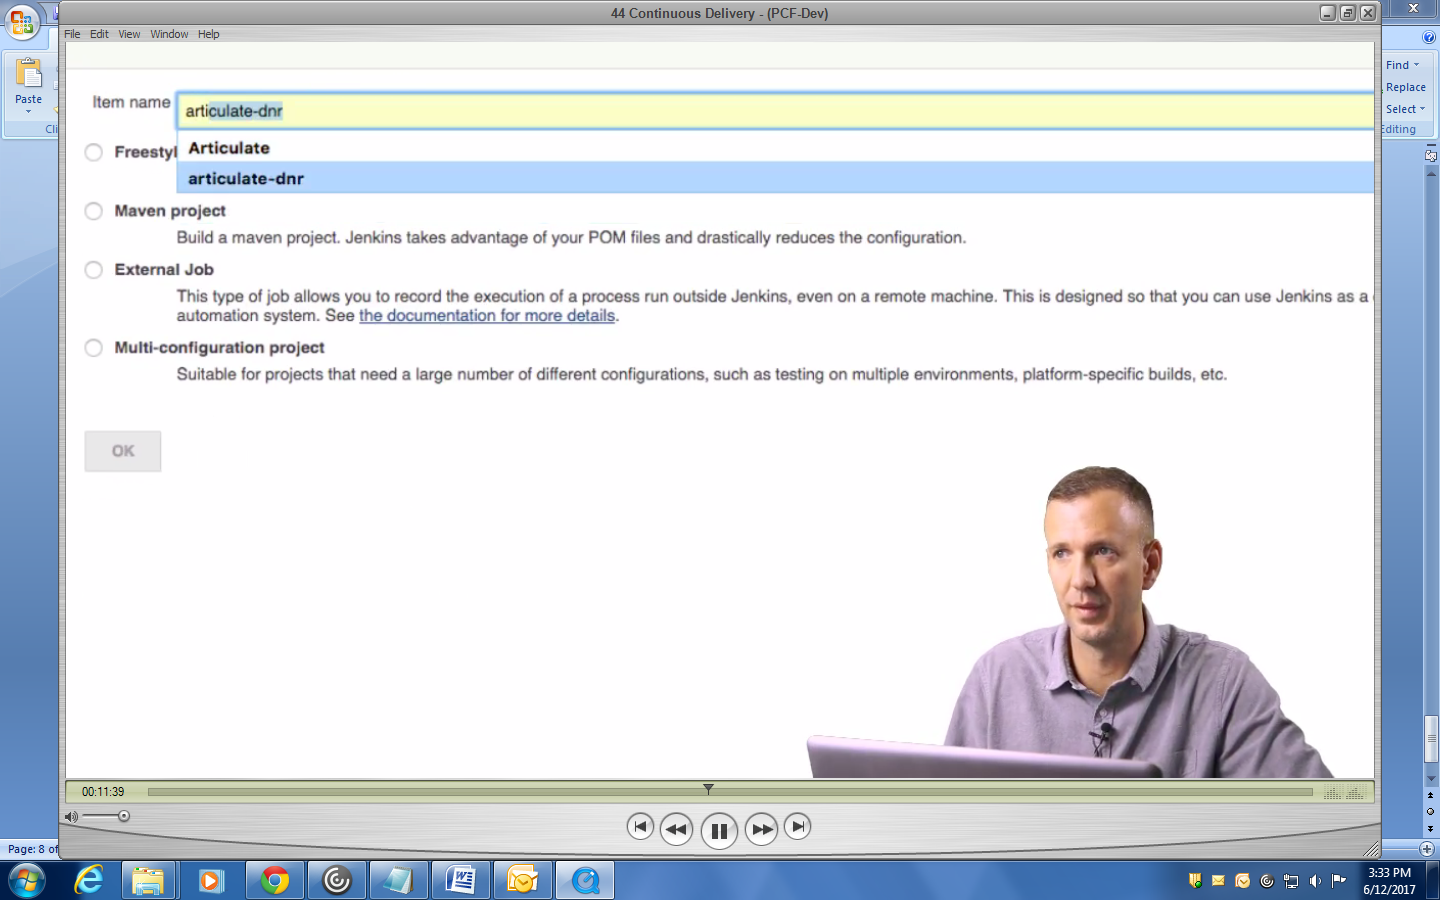 44 Continuous Delivery - (PCF-Dev)
File Edit View Window Help
Find
Paste
Replace
Select
Editing
Item name
articulate-dnr
Articulate
articulate-dnr
Maven project
Build a maven project. Jenkins takes advantage of your POM files and drastically reduces the configuration.
External Job
This type of job allows you to record the execution of a process run outside Jenkins, even on a remote machine. This is designed so that you can use Jenkins as a
automation system. See the documentation for more details.
Multi-configuration project
Suitable for projects that need a large number of different configurations, such as testing on multiple environments, platform-specific builds, etc.
OK
00:11:39
Page: 8 of
3:33 PM
6/12/2017